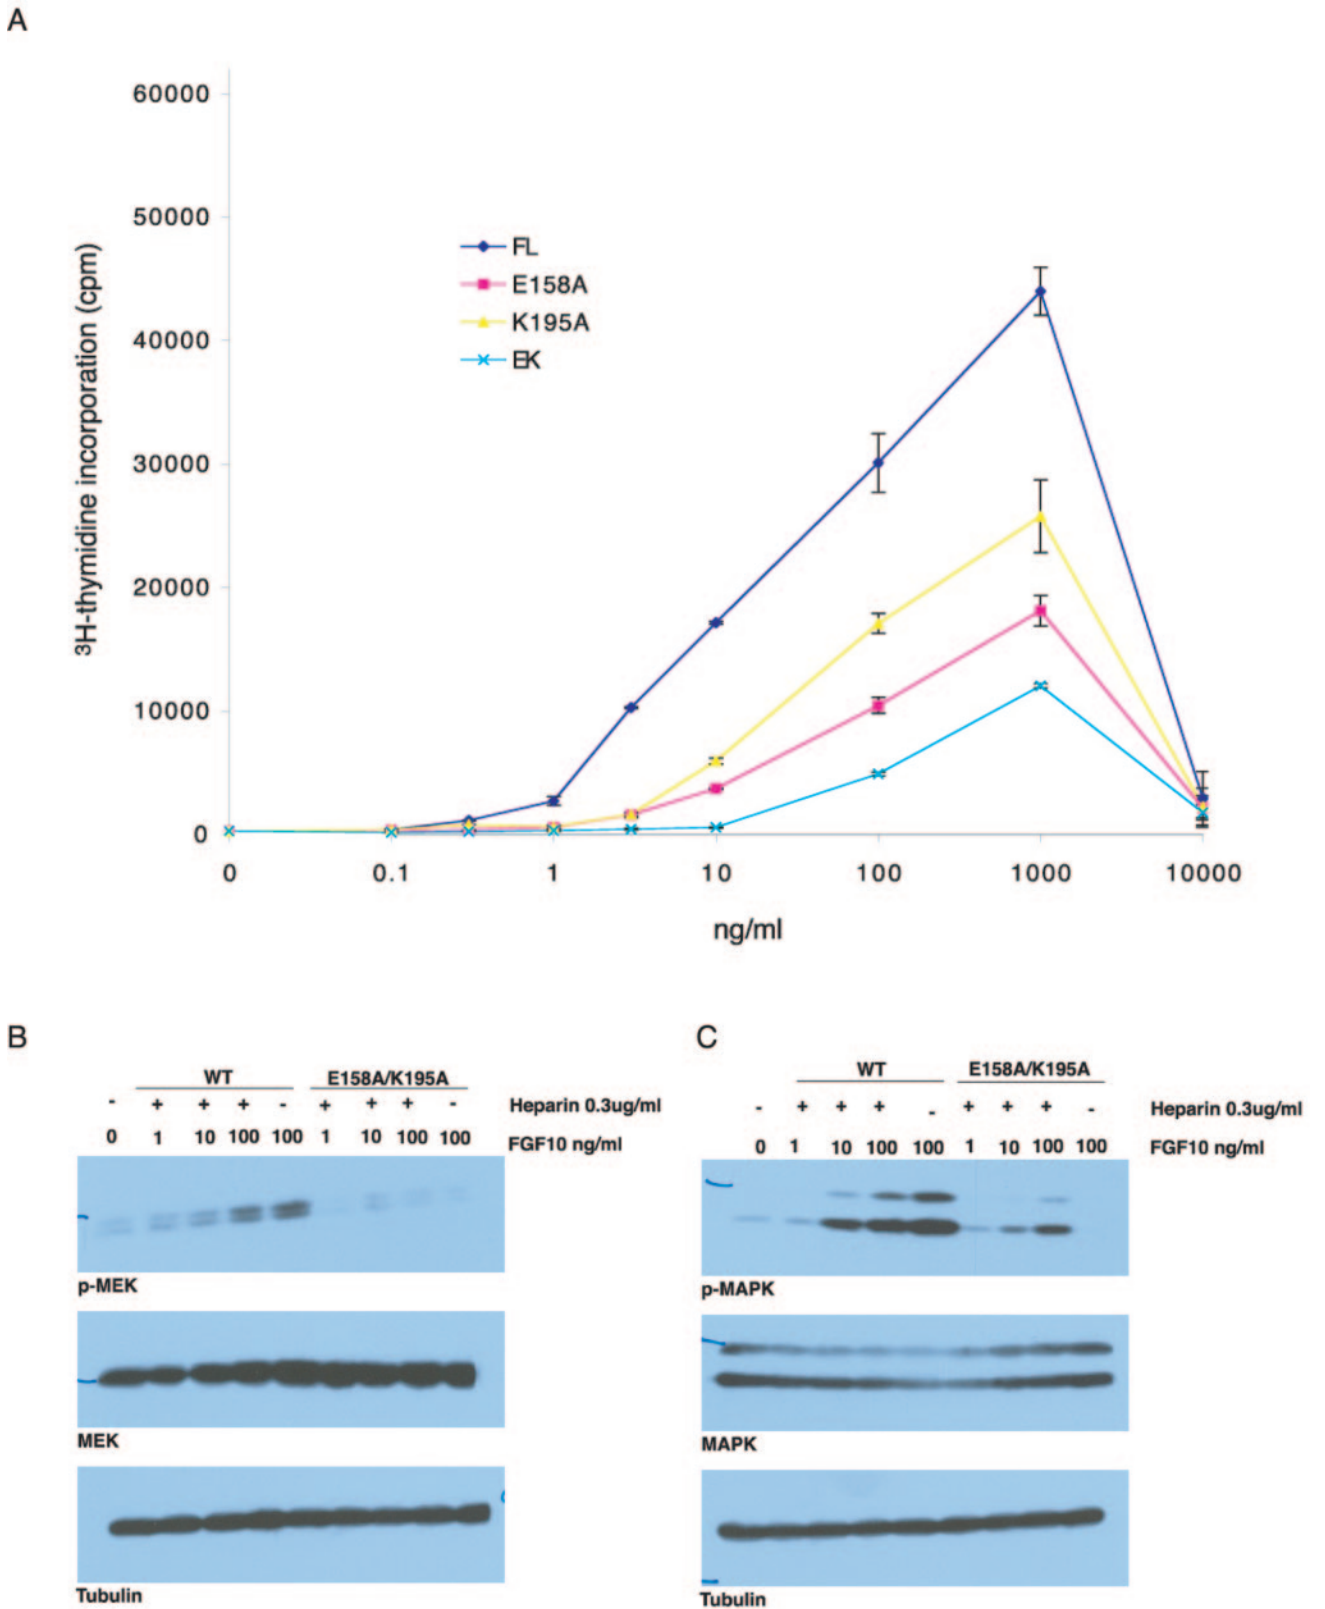 A
60000
50000
40000
30000
20000
10000
0
3H-thymidine incorporation (cpm)
FL
E158A
K195A
EK
0 0.1 1 10 100 1000 10000
ng/ml
B
WT E158A/K195A
- + + + - + + + - Heparin 0.3ug/ml
0 1 10 100 100 1 10 100 100 FGF10 ng/ml
p-MEK
MEK
Tubulin
C
WT E158A/K195A
- + + + - + + + - Heparin 0.3ug/ml
0 1 10 100 100 1 10 100 100 FGF10 ng/ml
p-MAPK
MAPK
Tubulin